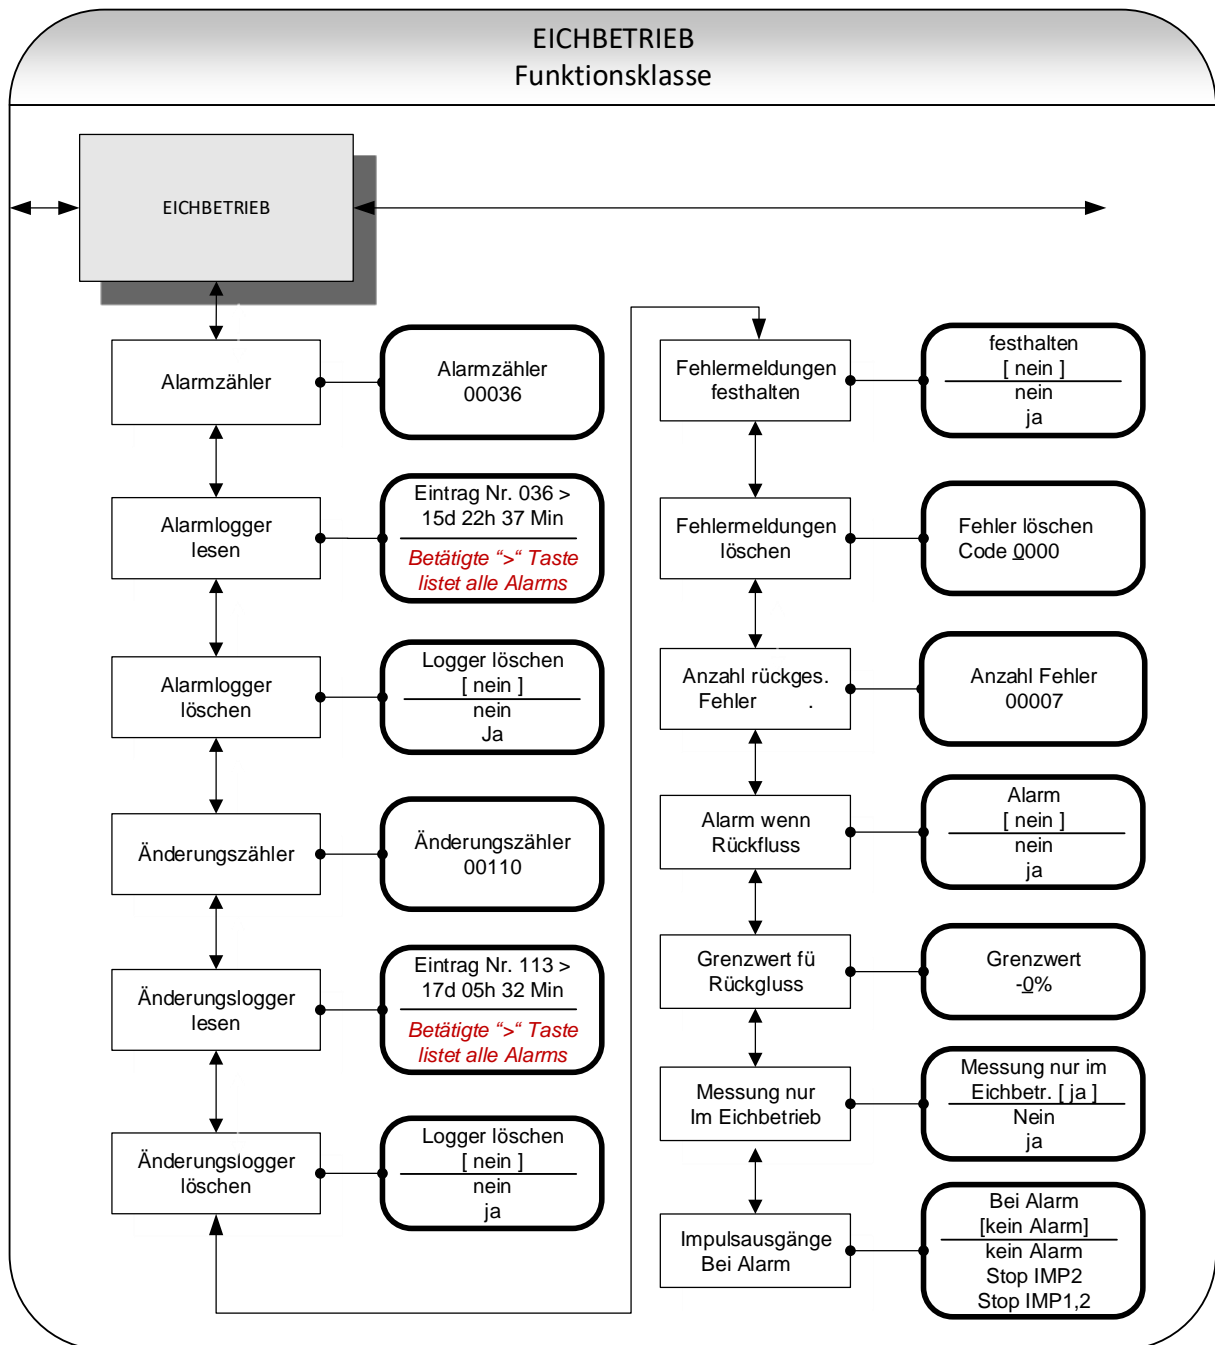 EICHBETRIEB
Funktionsklasse
EICHBETRIEB
Alarmzähler
Alarmzähler
00036
Alarmlogger
lesen
Eintrag Nr. 036 >
15d 22h 37 Min
Betätigte “>“ Taste
listet alle Alarms
Alarmlogger
löschen
Logger löschen
[ nein ]
nein
Ja
Änderungszähler
Änderungszähler
00110
Änderungslogger
lesen
Eintrag Nr. 113 >
17d 05h 32 Min
Betätigte “>“ Taste
listet alle Alarms
Änderungslogger
löschen
Logger löschen
[ nein ]
nein
ja
Fehlermeldungen
festhalten
festhalten
[ nein ]
nein
ja
Fehlermeldungen
löschen
Fehler löschen
Code 0000
Anzahl rückges.
Fehler .
Anzahl Fehler
00007
Alarm wenn
Rückfluss
Alarm
[ nein ]
nein
ja
Grenzwert fü
Rückgluss
Grenzwert
-0%
Messung nur
Im Eichbetrieb
Messung nur im
Eichbetr. [ ja ]
Nein
ja
Impulsausgänge
Bei Alarm
Bei Alarm
[kein Alarm]
kein Alarm
Stop IMP2
Stop IMP1,2